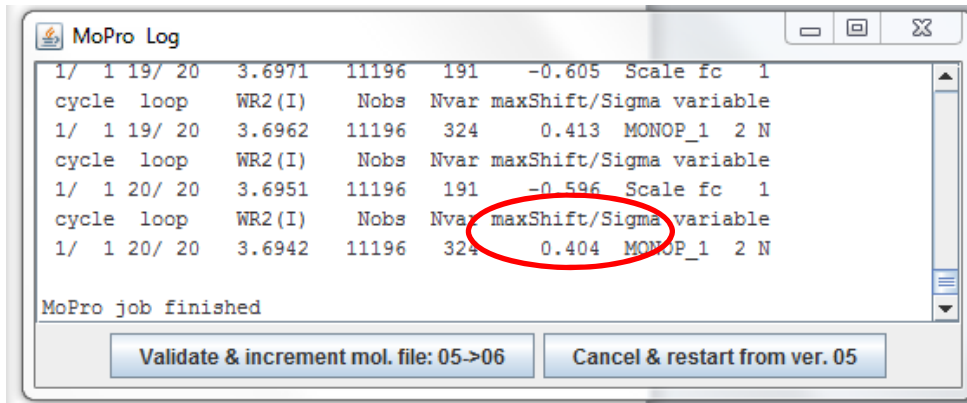 MoPro Log
1/ 1 19/ 20 3.6971 11196 191 -0.605 Scale fc 1
cycle loop WR2(I) Nobs Nvar maxShift/Sigma variable
1/ 1 19/ 20 3.6962 11196 324 0.413 MONOP_1 2 N
cycle loop WR2(I) Nobs Nvar maxShift/Sigma variable
1/ 1 20/ 20 3.6951 11196 191 -0.596 Scale fc 1
cycle loop WR2(I) Nobs Nvar maxShift/Sigma variable
1/ 1 20/ 20 3.6942 11196 324 0.404 MONOP_1 2 N
MoPro job finished
Validate & increment mol. file: 05->06 Cancel & restart from ver. 05